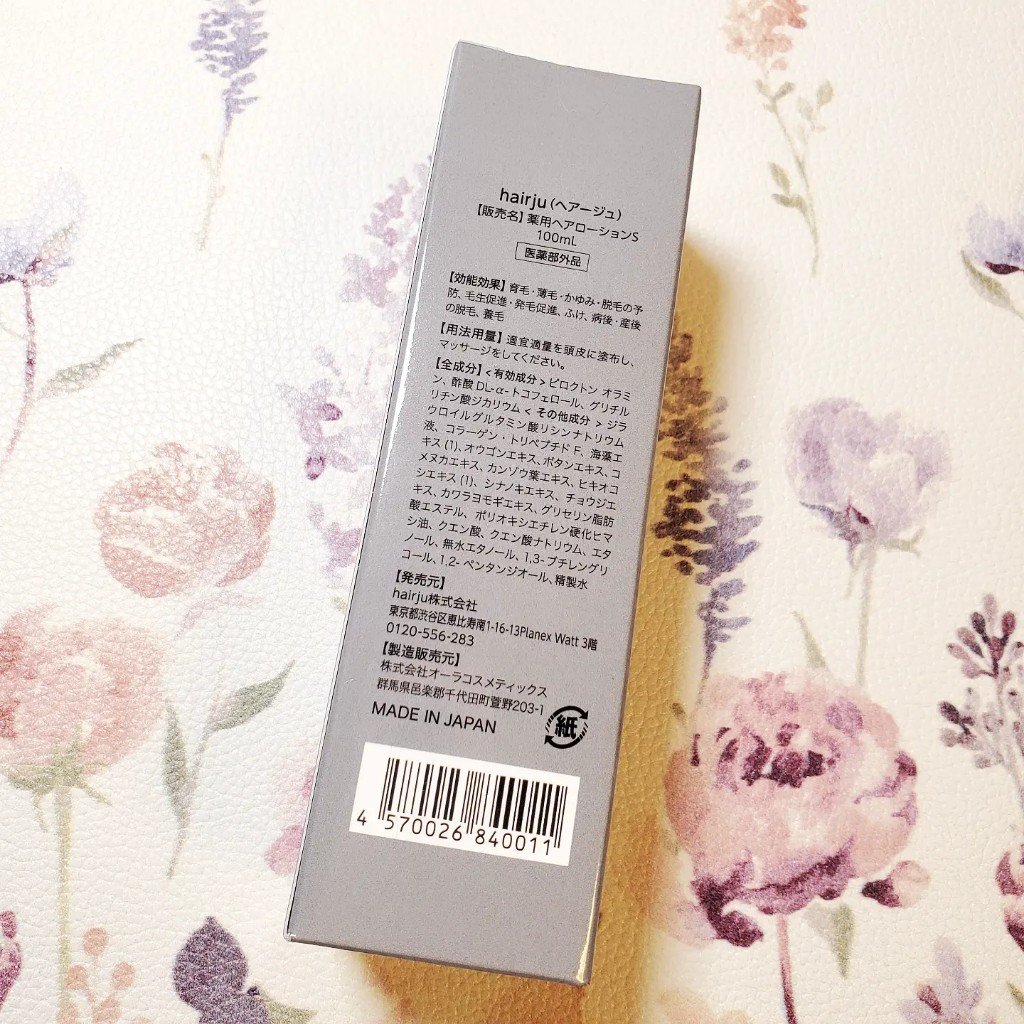 hairju (ヘアージュ)
【販売名】薬用ヘアローションS
100mL
医薬部外品
【効能効果】育毛・薄毛・かゆみ・脱毛の予
防、毛生促進・発毛促進、ふけ、病後・産後
の脱毛、養毛
【用法用量】適宜適量を頭皮に塗布し、
マッサージをしてください。
【全成分】<有効成分>ピロクトン オラミ
ン、酢酸 DL-α-トコフェロール、グリチル
リチン酸ジカリウム <その他成分> ジラ
ウロイルグルタミン酸リシンナトリウム
液、コラーゲン・トリペプチド F、海藻エ
キス (1)、オウゴンエキス、ボタンエキス、コ
メヌカエキス、カンゾウ葉エキス、ヒキオコ
シエキス (1)、シナノキエキス、チョウジエ
キス、カワラヨモギエキス、グリセリン脂肪
酸エステル、ポリオキシエチレン硬化ヒマ
シ油、クエン酸、クエン酸ナトリウム、エタ
ノール、無水エタノール、1,3-ブチレングリ
コール、1,2-ペンタンジオール、精製水
【発売元】
hairju株式会社
東京都渋谷区恵比寿南1-16-13Planex Watt 3階
0120-556-283
【製造販売元】
株式会社オーラコスメティックス
群馬県邑楽郡千代田町萱野203-1
MADE IN JAPAN
紙
4 570026 840011